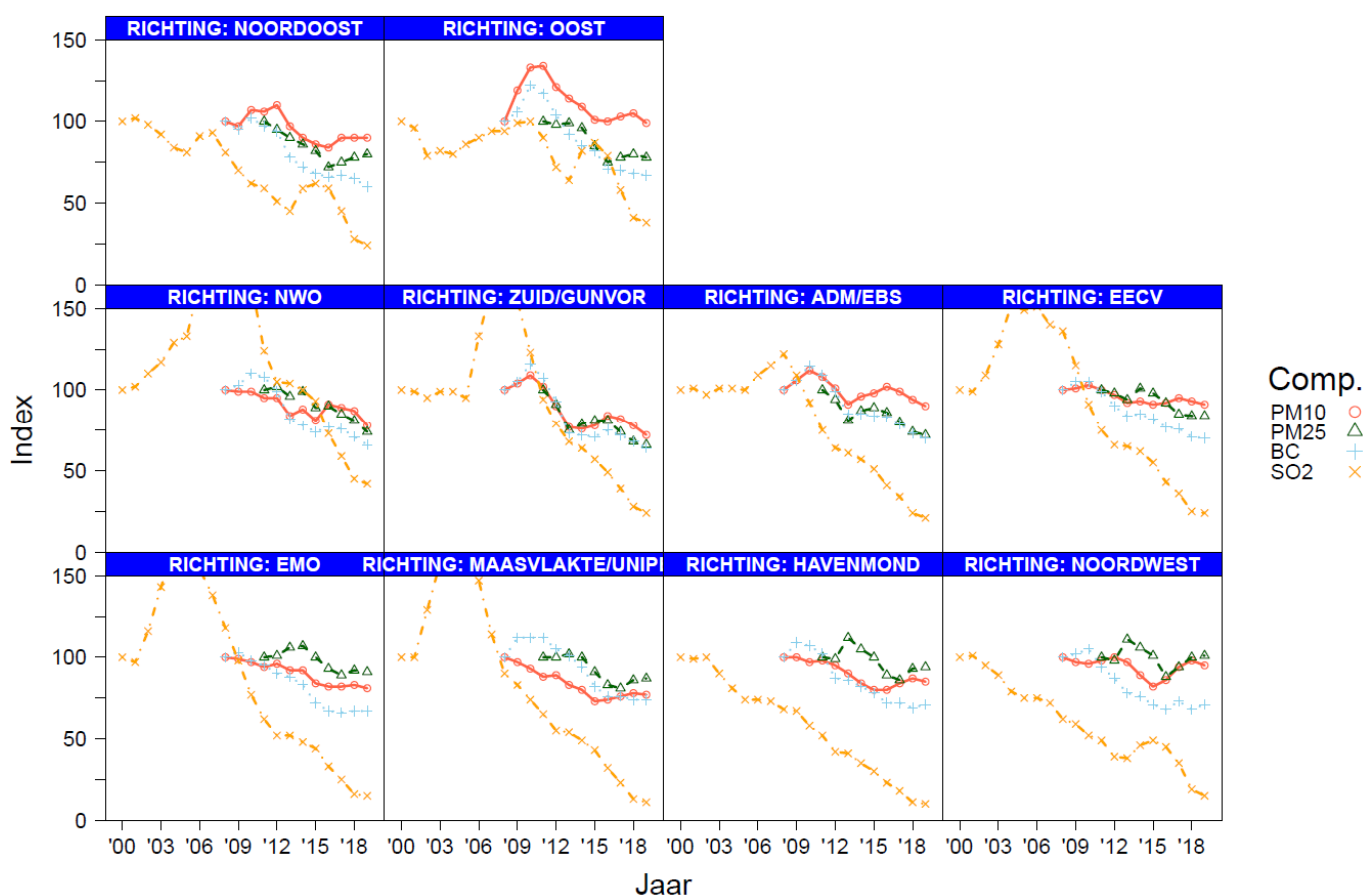 RICHTING: NOORDOOST RICHTING: OOST
150
100
50
0
RICHTING: NWO RICHTING: ZUID/GUNVOR RICHTING: ADM/EBS RICHTING: EECV
150
100
50
0
RICHTING: EMO RICHTING: MAASVLAKTE/UNIP RICHTING: HAVENMOND RICHTING: NOORDWEST
150
100
50
0
Index
'00 '03 '06 '09 '12 '15 '18 '00 '03 '06 '09 '12 '15 '18 '00 '03 '06 '09 '12 '15 '18 '00 '03 '06 '09 '12 '15 '18
Jaar
Comp.
PM10
PM25
BC
SO2